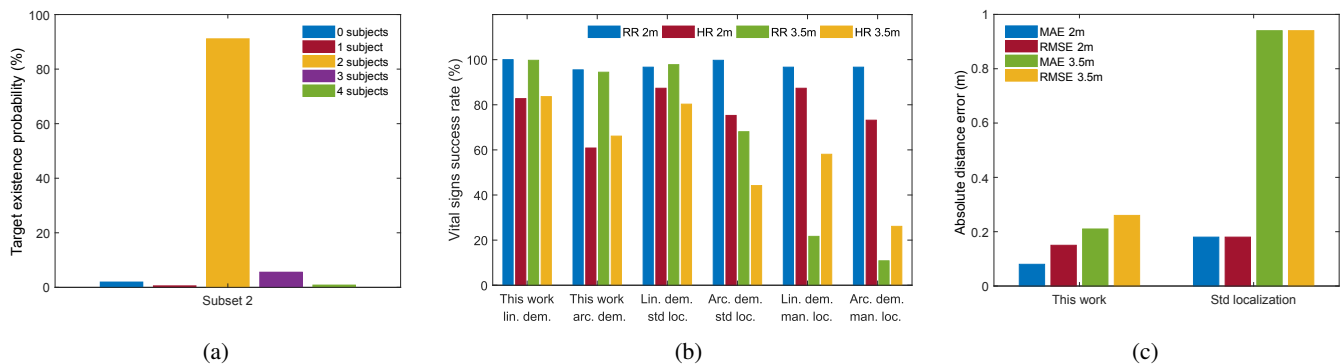 Target existence probability (%)
100
80
60
40
20
0
0 subjects
1 subject
2 subjects
3 subjects
4 subjects
Subset 2
(a)
Vital signs success rate (%)
RR 2m HR 2m RR 3.5m HR 3.5m
100
80
60
40
20
0
This work This work Lin. dem. Arc. dem. Lin. dem. Arc. dem.
lin. dem. arc. dem. std loc. std loc. man. loc. man. loc.
(b)
Absolute distance error (m)
1
0.8
0.6
0.4
0.2
0
MAE 2m
RMSE 2m
MAE 3.5m
RMSE 3.5m
This work Std localization
(c)